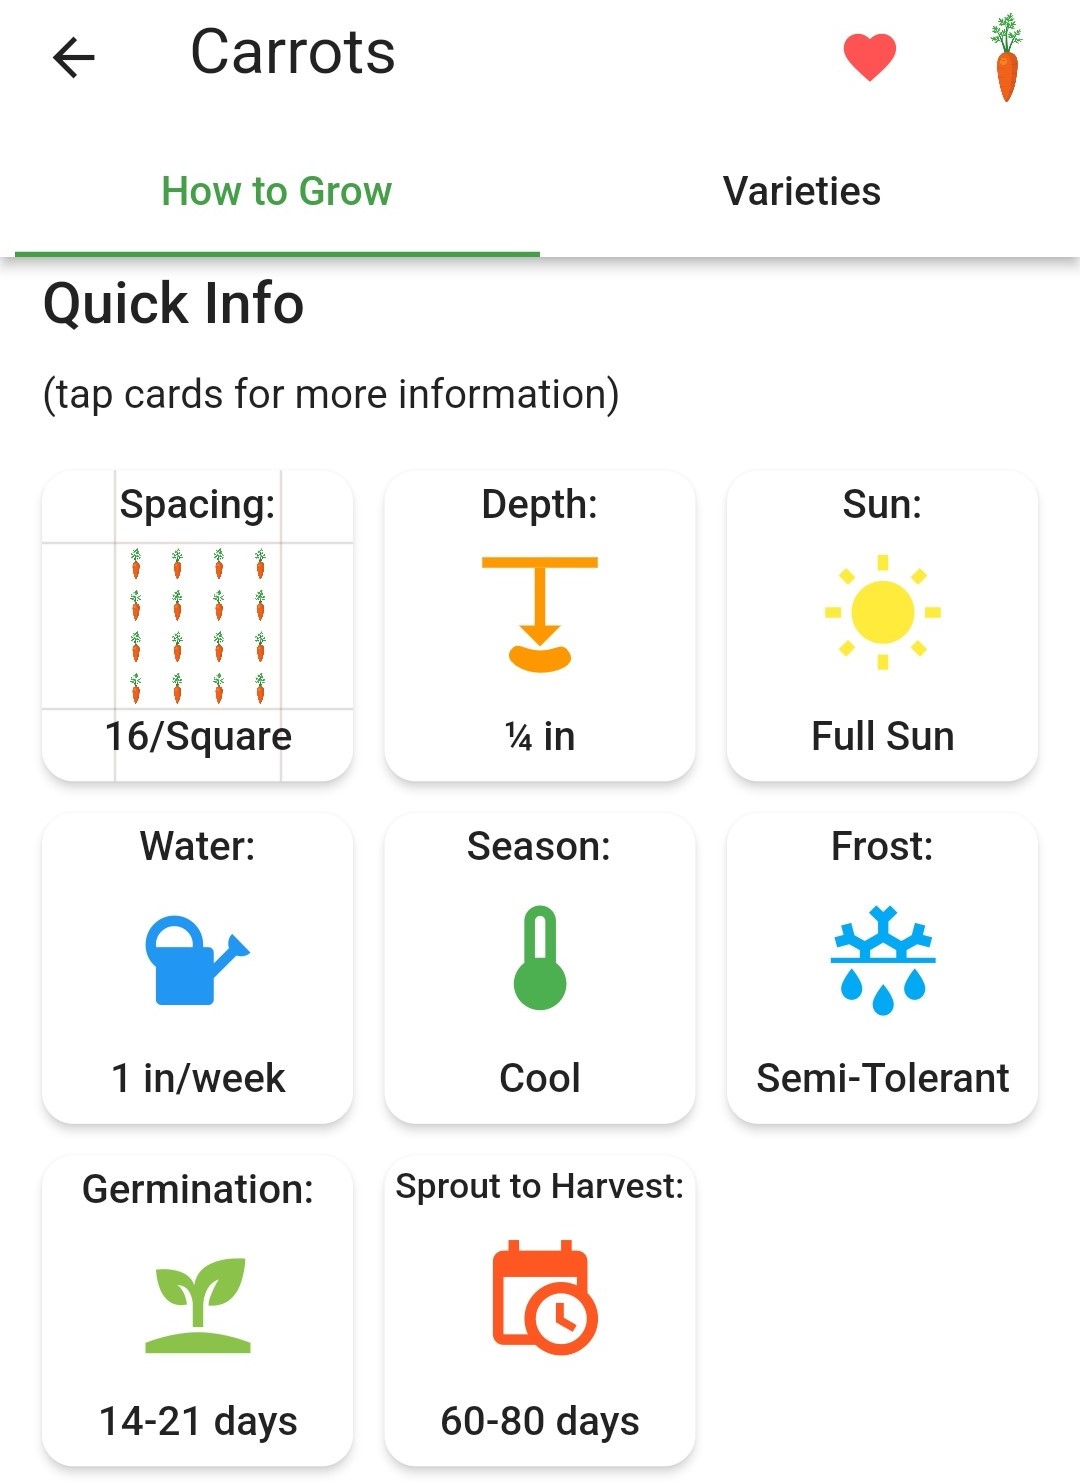 Carrots
How to Grow
Varieties
Quick Info
(tap cards for more information)
Spacing:
16/Square
Depth:
¼ in
Sun:
Full Sun
Water:
1 in/week
Season:
Cool
Frost:
Semi-Tolerant
Germination:
14-21 days
Sprout to Harvest:
60-80 days